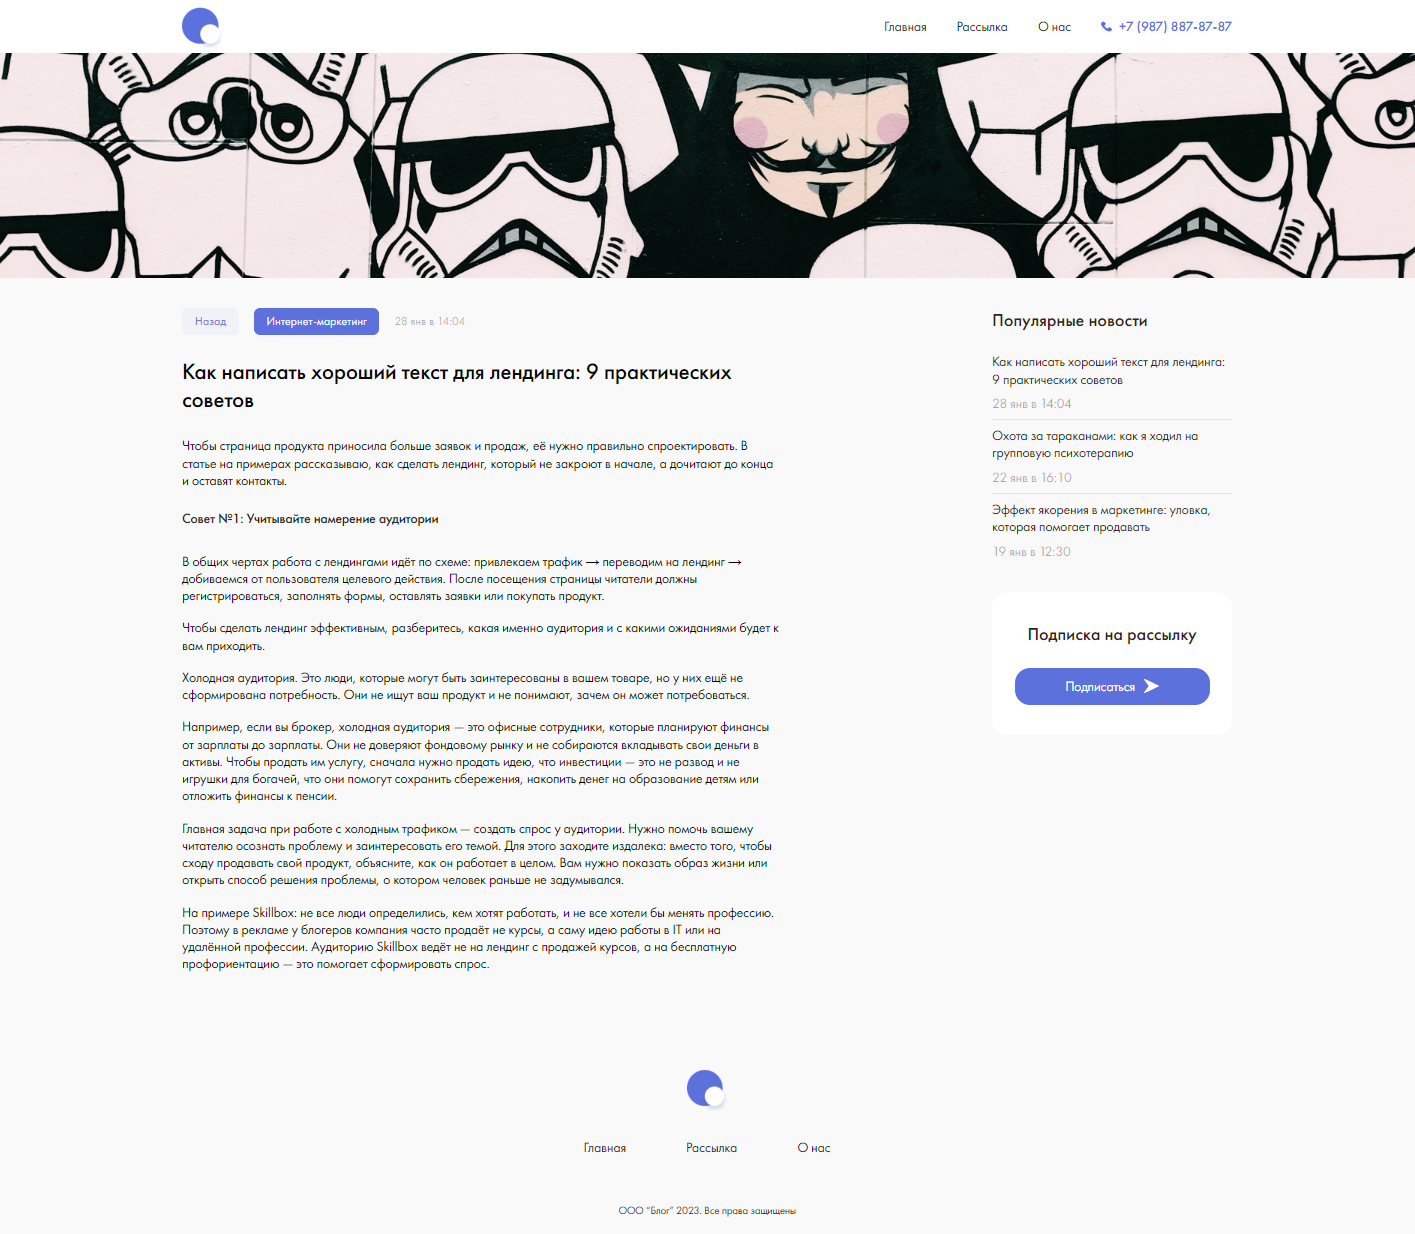 Главная
Рассылка
О нас
+7 (987) 887-87-87
Назад
Интернет-маркетинг
28 янв в 14:04
Как написать хороший текст для лендинга: 9 практических
советов
Чтобы страница продукта приносила больше заявок и продаж, её нужно правильно спроектировать. В
статье на примерах рассказываю, как сделать лендинг, который не закроют в начале, а дочитают до конца
и оставят контакты.
Совет №1: Учитывайте намерение аудитории
В общих чертах работа с лендингами идёт по схеме: привлекаем трафик → переводим на лендинг →
добиваемся от пользователя целевого действия. После посещения страницы читатели должны
регистрироваться, заполнять формы, оставлять заявки или покупать продукт.
Чтобы сделать лендинг эффективным, разберитесь, какая именно аудитория и с какими ожиданиями будет к
вам приходить.
Холодная аудитория. Это люди, которые могут быть заинтересованы в вашем товаре, но у них ещё не
сформирована потребность. Они не ищут ваш продукт и не понимают, зачем он может потребоваться.
Например, если вы брокер, холодная аудитория — это офисные сотрудники, которые планируют финансы
от зарплаты до зарплаты. Они не доверяют фондовому рынку и не собираются вкладывать свои деньги в
активы. Чтобы продать им услугу, сначала нужно продать идею, что инвестиции — это не развод и не
игрушки для богачей, что они помогут сохранить сбережения, накопить денег на образование детям или
отложить финансы к пенсии.
Главная задача при работе с холодным трафиком — создать спрос у аудитории. Нужно помочь вашему
читателю осознать проблему и заинтересовать его темой. Для этого заходите издалека: вместо того, чтобы
сходу продавать свой продукт, объясните, как он работает в целом. Вам нужно показать образ жизни или
открыть способ решения проблемы, о котором человек раньше не задумывался.
На примере Skillbox: не все люди определились, кем хотят работать, и не все хотели бы менять профессию.
Поэтому в рекламе у блогеров компания часто продаёт не курсы, а саму идею работы в IT или на
удалённой профессии. Аудиторию Skillbox ведёт не на лендинг с продажей курсов, а на бесплатную
профориентацию — это помогает сформировать спрос.
Популярные новости
Как написать хороший текст для лендинга:
9 практических советов
28 янв в 14:04
Охота за тараканами: как я ходил на
групповую психотерапию
22 янв в 16:10
Эффект якорения в маркетинге: уловка,
которая помогает продавать
19 янв в 12:30
Подписка на рассылку
Подписаться
Главная
Рассылка
О нас
ООО “Блог” 2023. Все права защищены